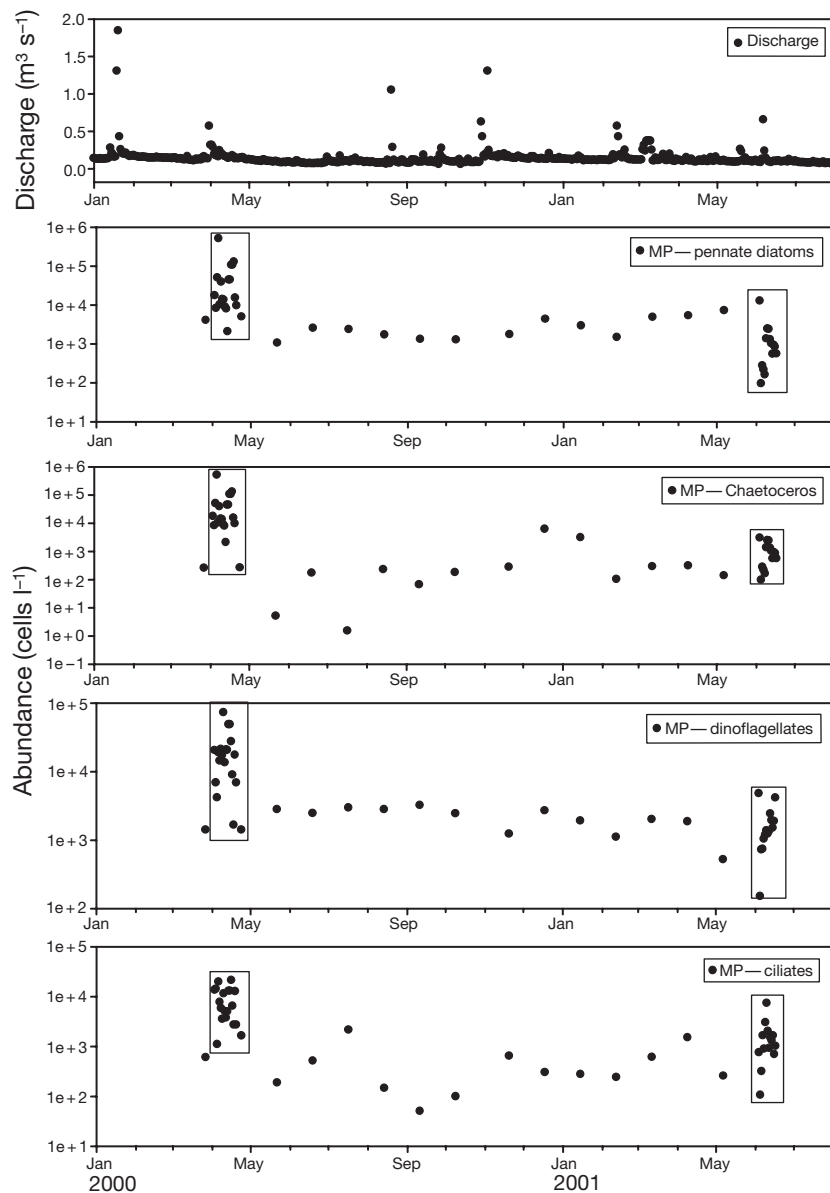 Discharge (m³ s⁻¹)
2.0
1.5
1.0
0.5
0.0
Discharge
Jan
May
Sep
Jan
May
Abundance (cells l⁻¹)
1e+6
1e+5
1e+4
1e+3
1e+2
1e+1
MP— pennate diatoms
Jan
May
Sep
Jan
May
1e+6
1e+5
1e+4
1e+3
1e+2
1e+1
1e+0
1e−1
MP— Chaetoceros
Jan
May
Sep
Jan
May
1e+5
1e+4
1e+3
1e+2
MP— dinoflagellates
Jan
May
Sep
Jan
May
1e+5
1e+4
1e+3
1e+2
1e+1
MP— ciliates
Jan
May
Sep
Jan
May
2000
2001